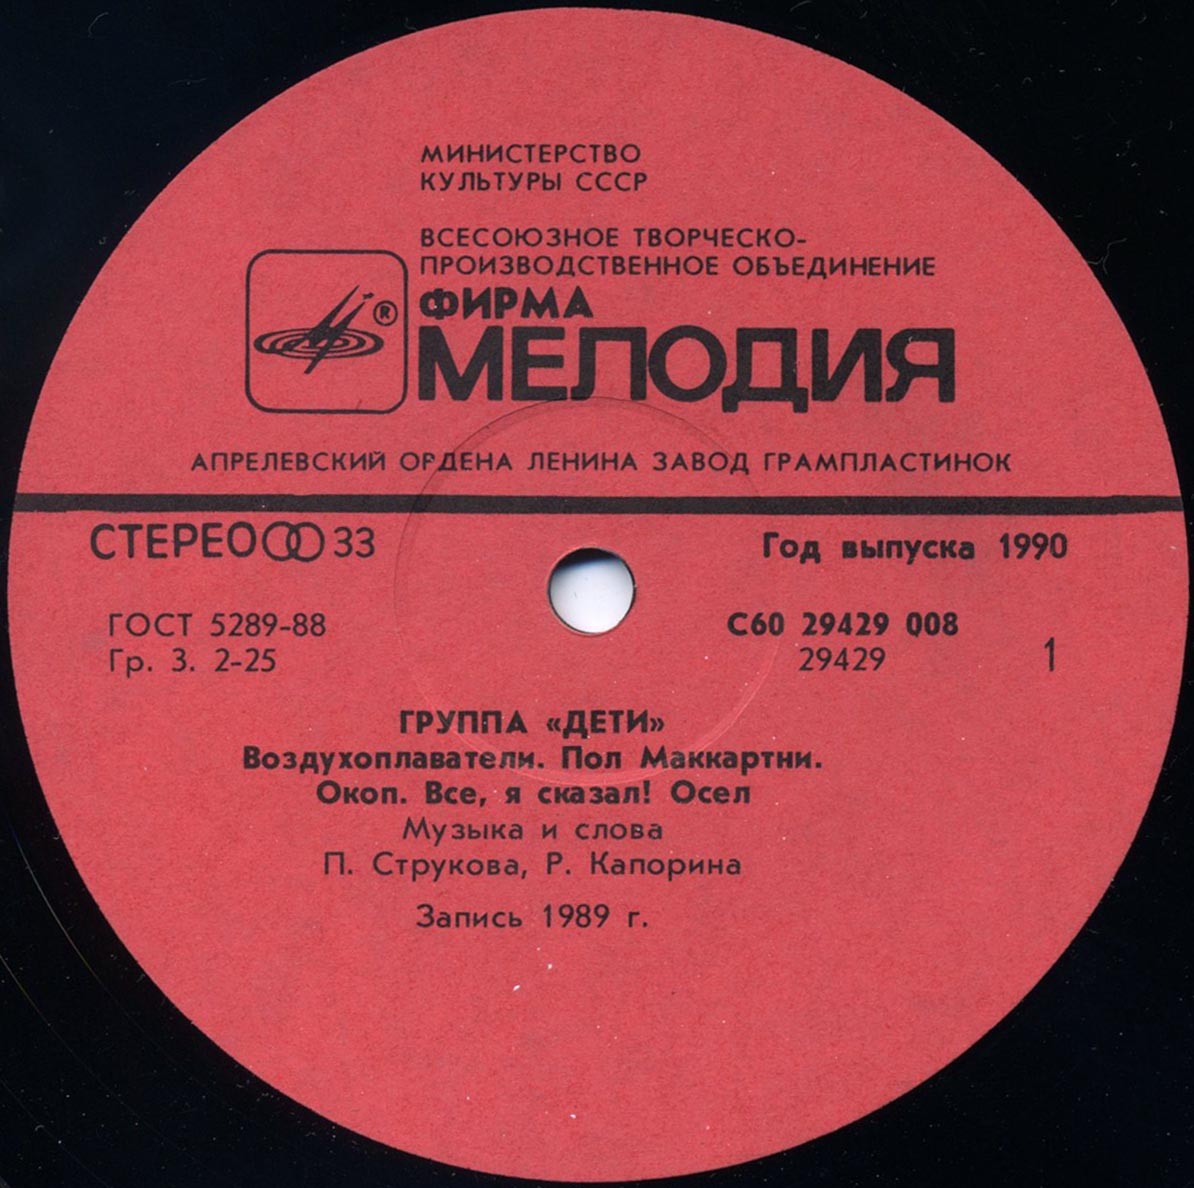 МИНИСТЕРСТВО
КУЛЬТУРЫ СССР
ВСЕСОЮЗНОЕ ТВОРЧЕСКО-
ПРОИЗВОДСТВЕННОЕ ОБЪЕДИНЕНИЕ
ФИРМА
®
МЕЛОДИЯ
АПРЕЛЕВСКИЙ ОРДЕНА ЛЕНИНА ЗАВОД ГРАМПЛАСТИНОК
СТЕРЕО 33
Год выпуска 1990
ГОСТ 5289-88
Гр. 3. 2-25
С60 29429 008
29429
1
ГРУППА «ДЕТИ»
Воздухоплаватели. Пол Маккартни.
Окоп. Все, я сказал! Осел
Музыка и слова
П. Струкова, Р. Капорина
Запись 1989 г.